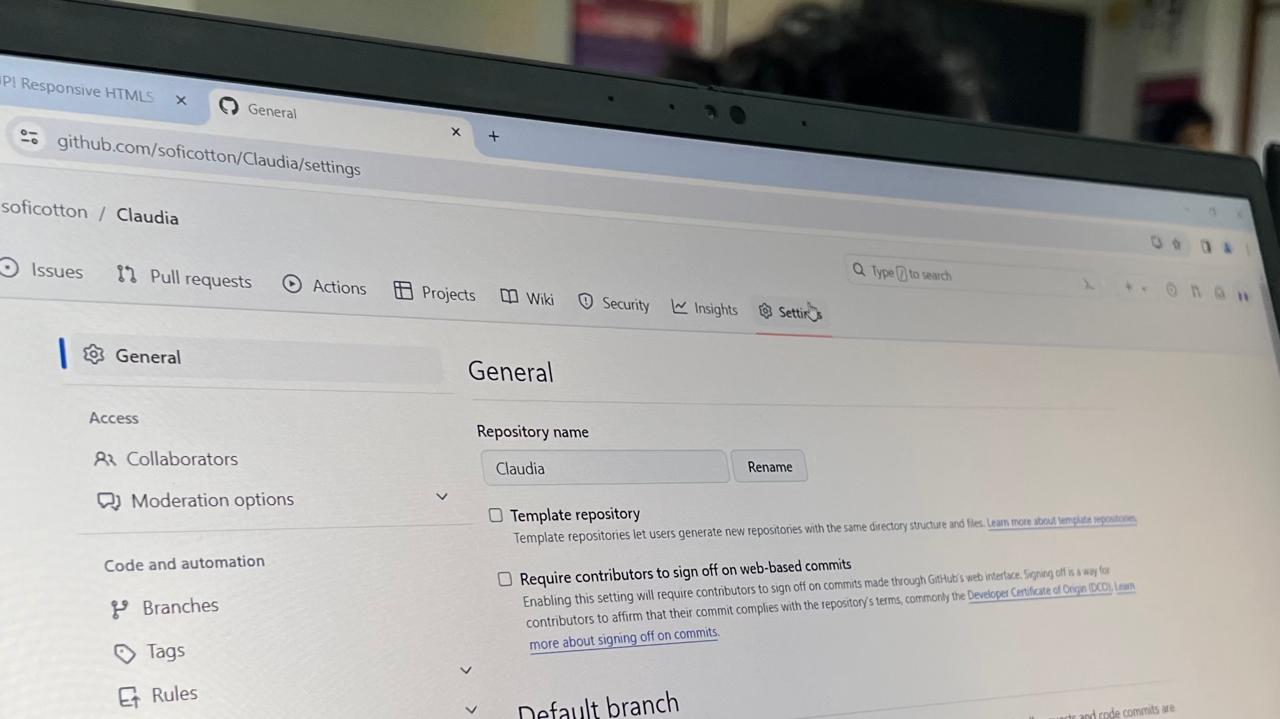 P! Responsive HTML5
General
github.com/soficotton/Claudia/settings
soficotton / Claudia
Type / to search
Issues
Pull requests
Actions
Projects
Wiki
Security
Insights
Settings
General
Access
Collaborators
Moderation options
Code and automation
Branches
Tags
Rules
General
Repository name
Claudia
Rename
Template repository
Template repositories let users generate new repositories with the same directory structure and files. Learn more about template repositories.
Require contributors to sign off on web-based commits
Enabling this setting will require contributors to sign off on commits made through GitHub's web interface. Signing off is a way for
contributors to affirm that their commit complies with the repository's terms, commonly the Developer Certificate of Origin (DCO). Learn
more about signing off on commits.
Default branch
and code commits are